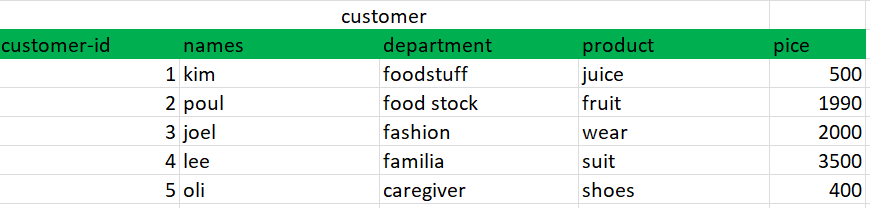 customer
customer-id names department product pice
1 kim foodstuff juice 500
2 poul food stock fruit 1990
3 joel fashion wear 2000
4 lee familia suit 3500
5 oli caregiver shoes 400